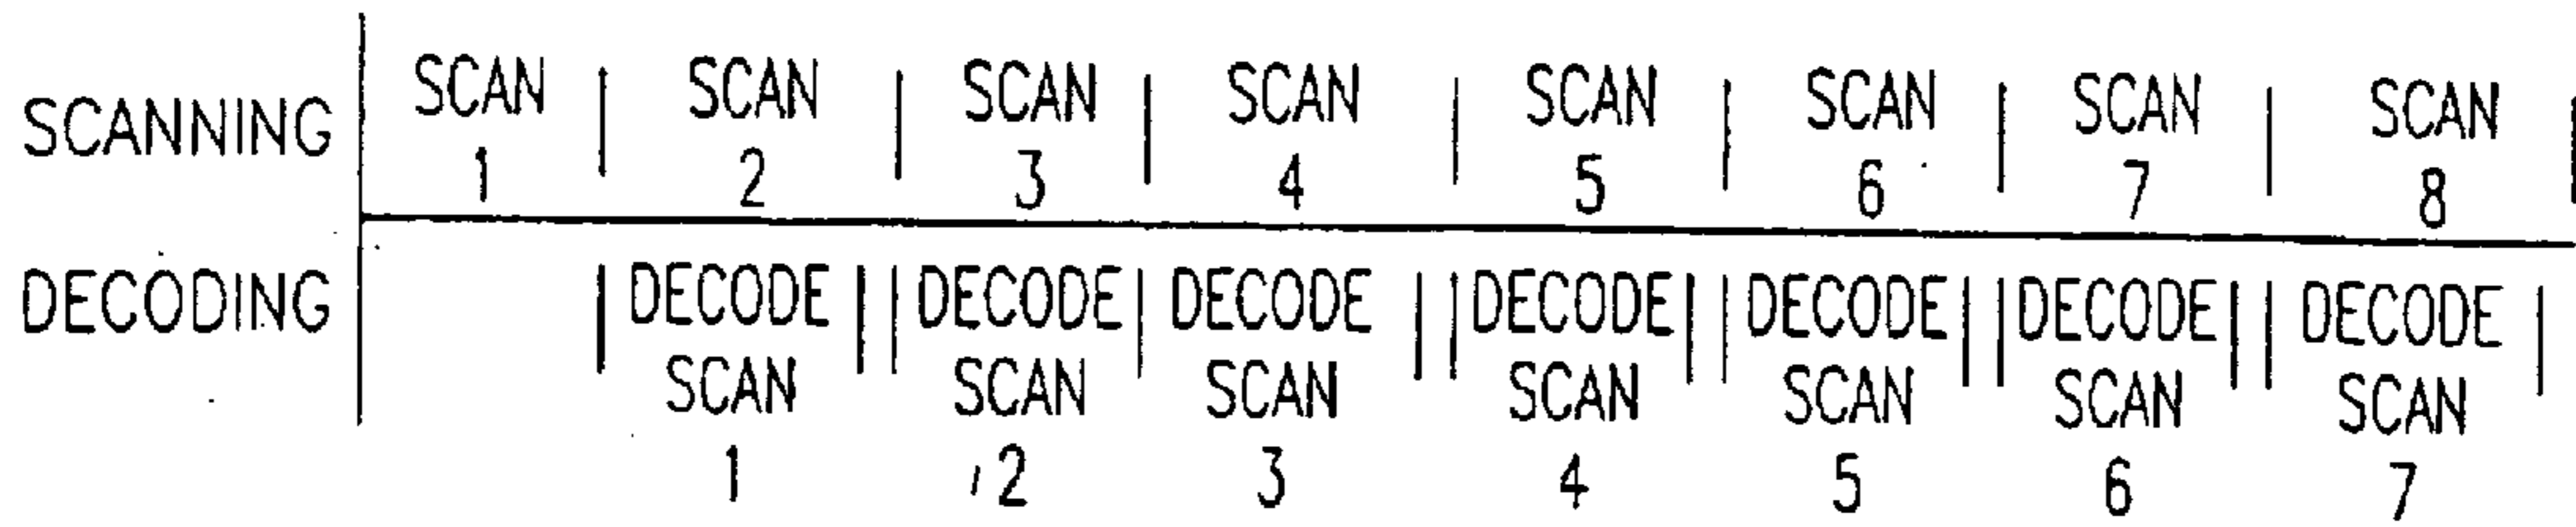 SCANNING SCAN SCAN SCAN SCAN SCAN SCAN SCAN SCAN
1 2 3 4 5 6 7 8
DECODING DECODE DECODE DECODE DECODE DECODE DECODE DECODE
SCAN SCAN SCAN SCAN SCAN SCAN SCAN
1 2 3 4 5 6 7